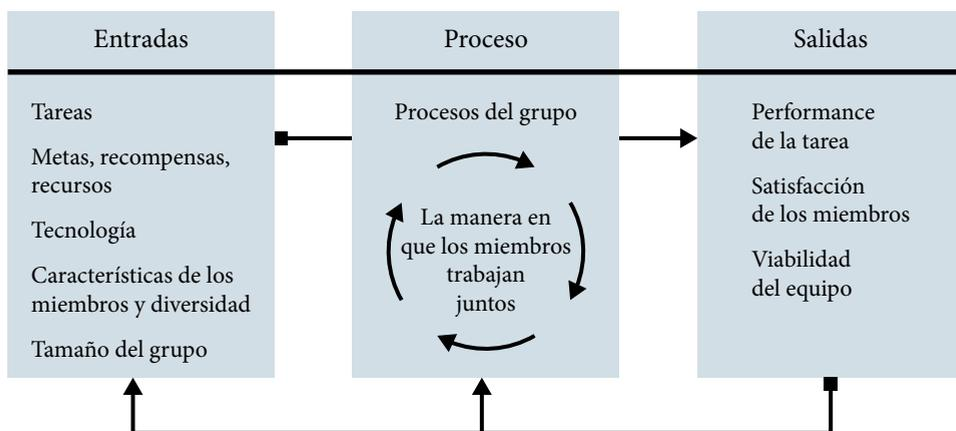 Entradas
Tareas
Metas, recompensas,
recursos
Tecnología
Características de los
miembros y diversidad
Tamaño del grupo
Proceso
Procesos del grupo
La manera en
que los miembros
trabajan
juntos
Salidas
Performance
de la tarea
Satisfacción
de los miembros
Viabilidad
del equipo